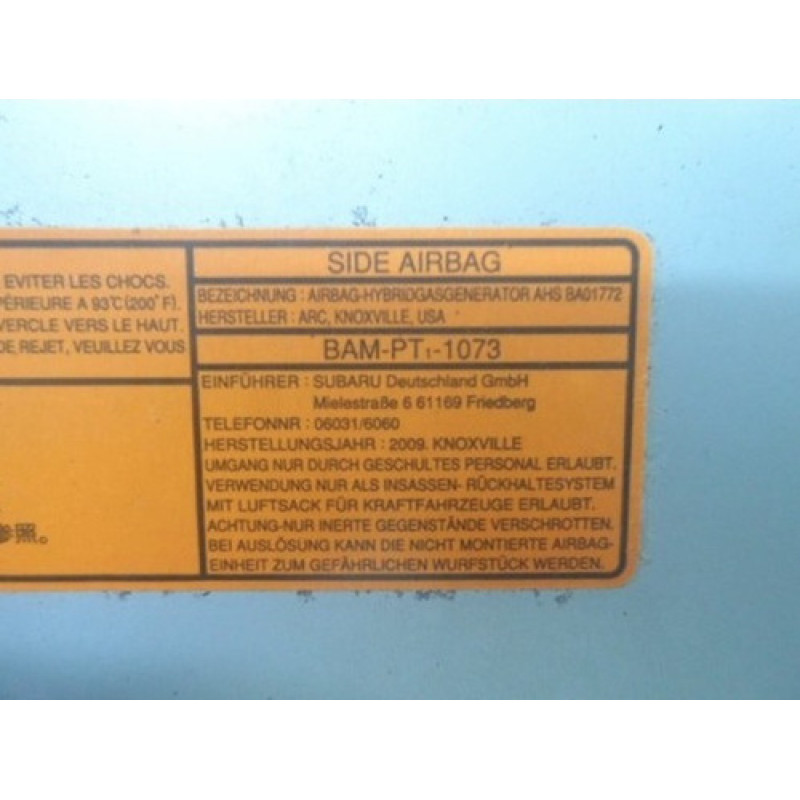 EVITER LES CHOCS.
PÉRIEURE A 93℃ (200°F).
VERCLE VERS LE HAUT.
DE REJET, VEUILLEZ VOUS
参照。
SIDE AIRBAG
BEZEICHNUNG : AIRBAG-HYBRIDGASGENERATOR AHS BA01772
HERSTELLER : ARC, KNOXVILLE, USA
BAM-PT₁-1073
EINFÜHRER : SUBARU Deutschland GmbH
Mielestraße 6 61169 Friedberg
TELEFONNR : 06031/6060
HERSTELLUNGSJAHR : 2009. KNOXVILLE
UMGANG NUR DURCH GESCHULTES PERSONAL ERLAUBT.
VERWENDUNG NUR ALS INSASSEN- RÜCKHALTESYSTEM
MIT LUFTSACK FÜR KRAFTFAHRZEUGE ERLAUBT.
ACHTUNG-NUR INERTE GEGENSTÄNDE VERSCHROTTEN.
BEI AUSLÖSUNG KANN DIE NICHT MONTIERTE AIRBAG-
EINHEIT ZUM GEFÄHRLICHEN WURFSTÜCK WERDEN.